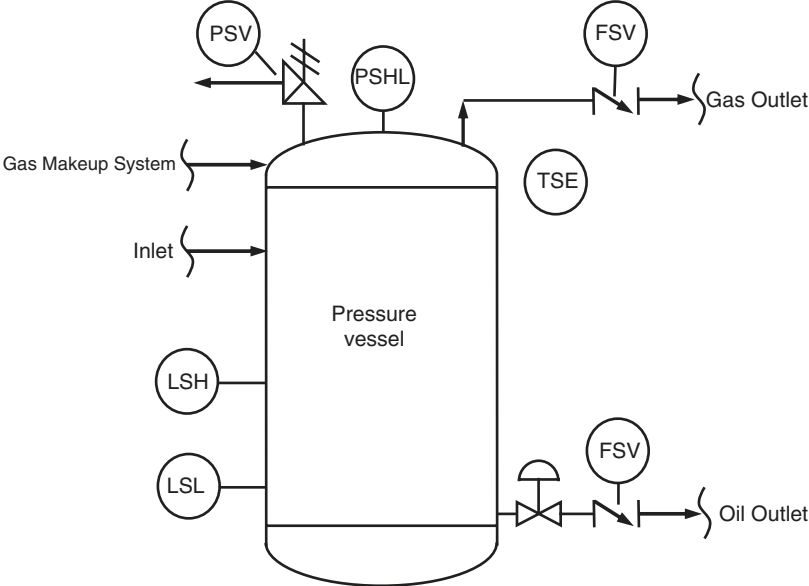 PSV
FSV
PSHL
Gas Outlet
Gas Makeup System
TSE
Inlet
Pressure
vessel
LSH
FSV
LSL
Oil Outlet